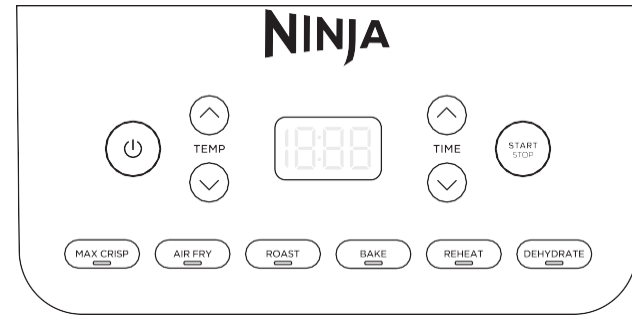 NINJA
TEMP
18:88
TIME
START
STOP
MAX CRISP
AIR FRY
ROAST
BAKE
REHEAT
DEHYDRATE